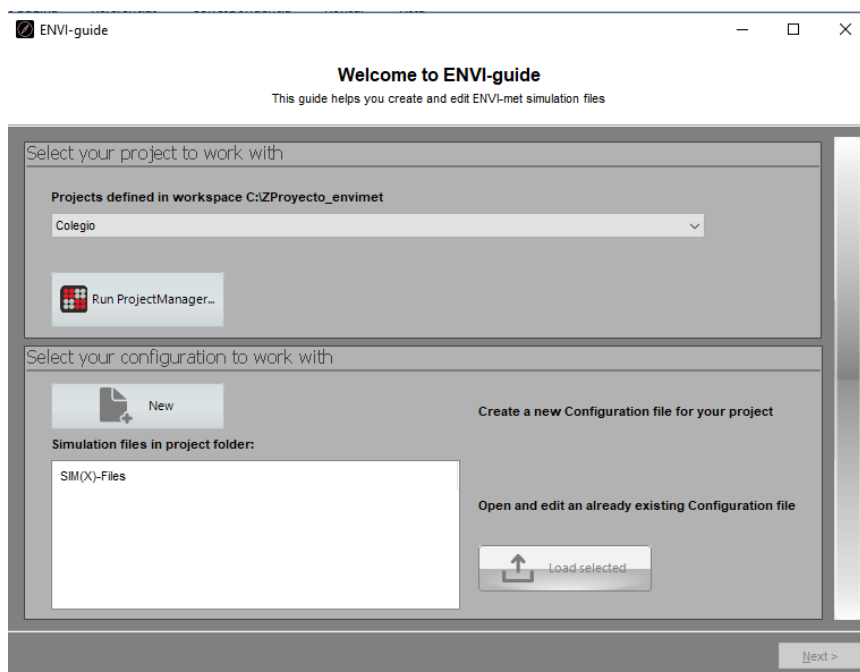 ENVI-guide
Welcome to ENVI-guide
This guide helps you create and edit ENVI-met simulation files
Select your project to work with
Projects defined in workspace C:\ZProyecto_envimet
Colegio
Run ProjectManager...
Select your configuration to work with
New
Create a new Configuration file for your project
Simulation files in project folder:
SIM(X)-Files
Open and edit an already existing Configuration file
Load selected
Next >